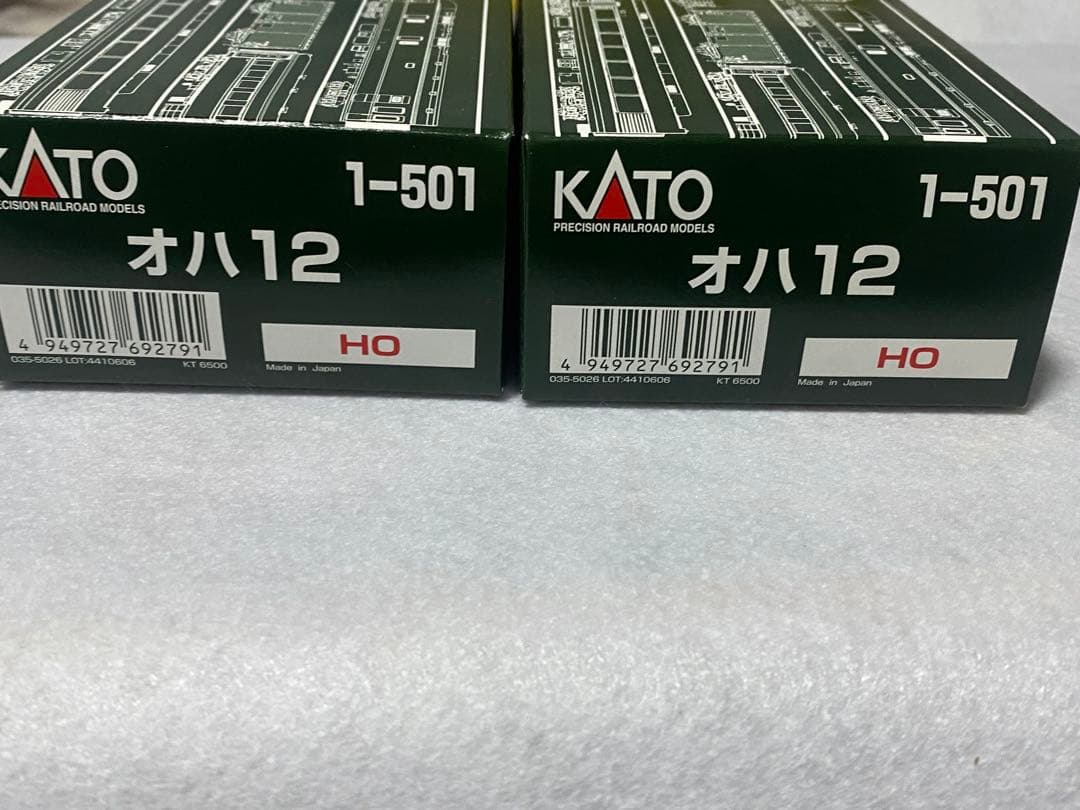 KATO
PRECISION RAILROAD MODELS
1-501
オハ12
4 949727 692791
035-5026 LOT:4410606
KT 6500
HO
Made in Japan
KATO
PRECISION RAILROAD MODELS
1-501
オハ12
4 949727 692791
035-5026 LOT:4410606
KT 6500
HO
Made in Japan